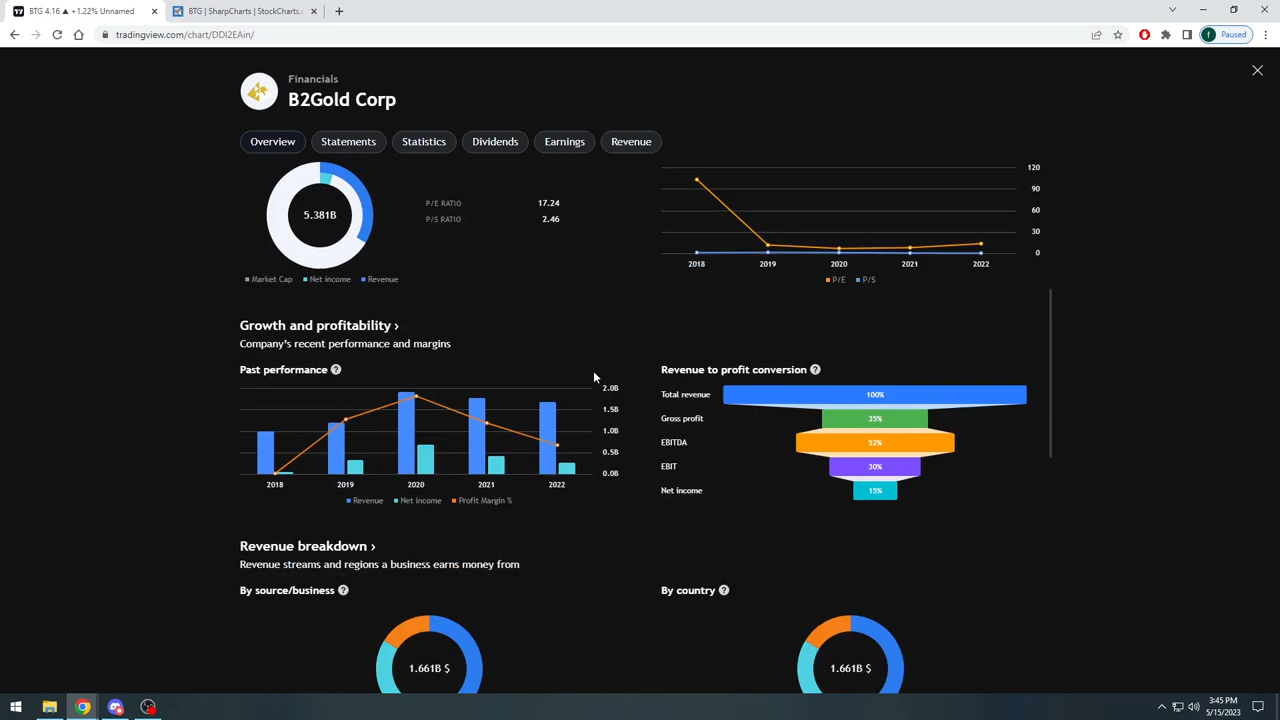 BTG 4.16 ▲ +1.22% Unnamed
BTG | SharpCharts | StockCharts.c
tradingview.com/chart/DDI2EAin/
f
Paused
Financials
B2Gold Corp
Overview
Statements
Statistics
Dividends
Earnings
Revenue
5.381B
P/E RATIO 17.24
P/S RATIO 2.46
Market Cap Net income Revenue
120
90
60
30
0
2018 2019 2020 2021 2022
P/E P/S
Growth and profitability ›
Company's recent performance and margins
Past performance ?
2.0B
1.5B
1.0B
0.5B
0.0B
2018 2019 2020 2021 2022
Revenue Net income Profit Margin %
Revenue to profit conversion ?
Total revenue 100%
Gross profit 35%
EBITDA 52%
EBIT 30%
Net income 15%
Revenue breakdown ›
Revenue streams and regions a business earns money from
By source/business ?
1.661B $
By country ?
1.661B $
3:45 PM
5/15/2023